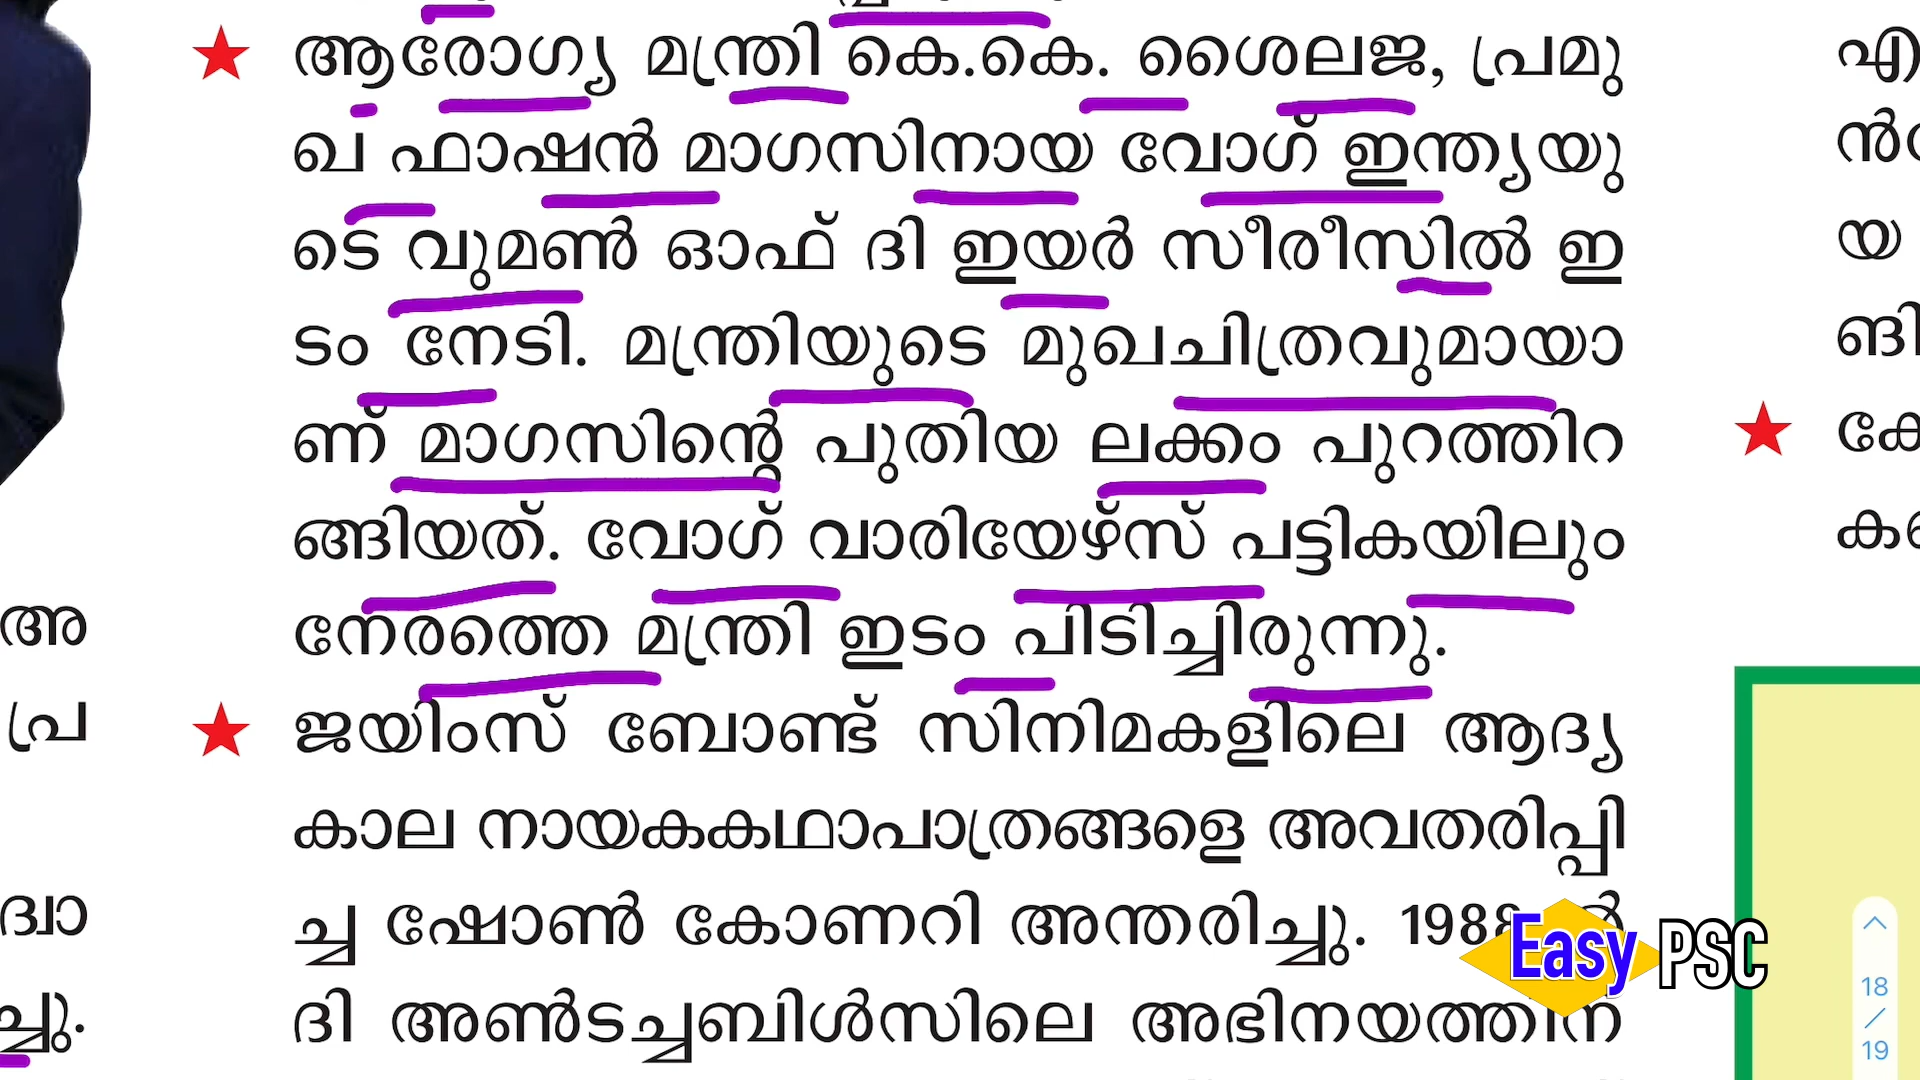 ആരോഗ്യ മന്ത്രി കെ.കെ. ശൈലജ, പ്രമു
ഖ ഫാഷൻ മാഗസിനായ വോഗ് ഇന്ത്യയു
ടെ വുമൺ ഓഫ് ദി ഇയർ സീരീസിൽ ഇ
ടം നേടി. മന്ത്രിയുടെ മുഖചിത്രവുമായാ
ണ് മാഗസിന്റെ പുതിയ ലക്കം പുറത്തിറ
ങ്ങിയത്. വോഗ് വാരിയേഴ്സ് പട്ടികയിലും
നേരത്തെ മന്ത്രി ഇടം പിടിച്ചിരുന്നു.
ജയിംസ് ബോണ്ട് സിനിമകളിലെ ആദ്യ
കാല നായകകഥാപാത്രങ്ങളെ അവതരിപ്പി
ച്ച ഷോൺ കോണറി അന്തരിച്ചു.
ദി അൺടച്ചബിൾസിലെ അഭിനയത്തിന്
അ
പ്ര
ദ്വാ
ച്ചു.
എ
യ
ങി
കേ
Easy PSC
18
/
19